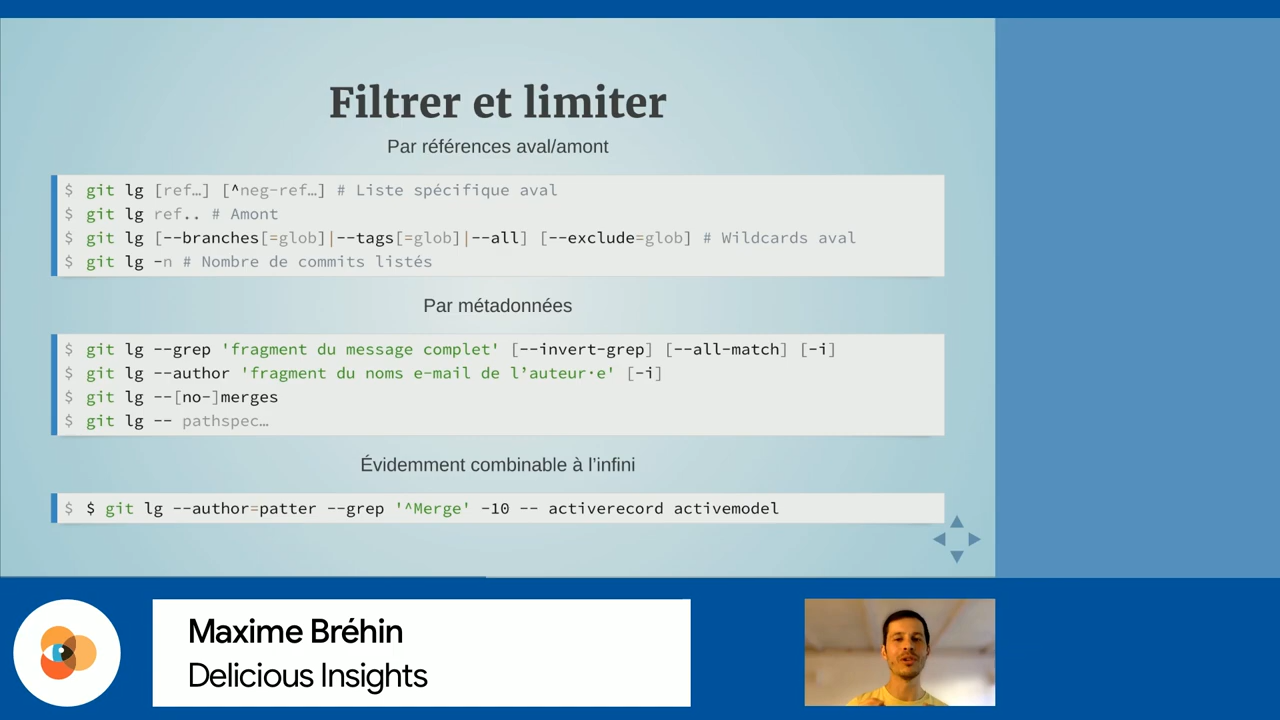 Filtrer et limiter
Par références aval/amont
$ git lg [ref…] [^neg-ref…] # Liste spécifique aval
$ git lg ref.. # Amont
$ git lg [--branches[=glob]|--tags[=glob]|--all] [--exclude=glob] # Wildcards aval
$ git lg -n # Nombre de commits listés
Par métadonnées
$ git lg --grep 'fragment du message complet' [--invert-grep] [--all-match] [-i]
$ git lg --author 'fragment du noms e-mail de l’auteur·e' [-i]
$ git lg --[no-]merges
$ git lg -- pathspec…
Évidemment combinable à l’infini
$ $ git lg --author=patter --grep '^Merge' -10 -- activerecord activemodel
Maxime Bréhin
Delicious Insights